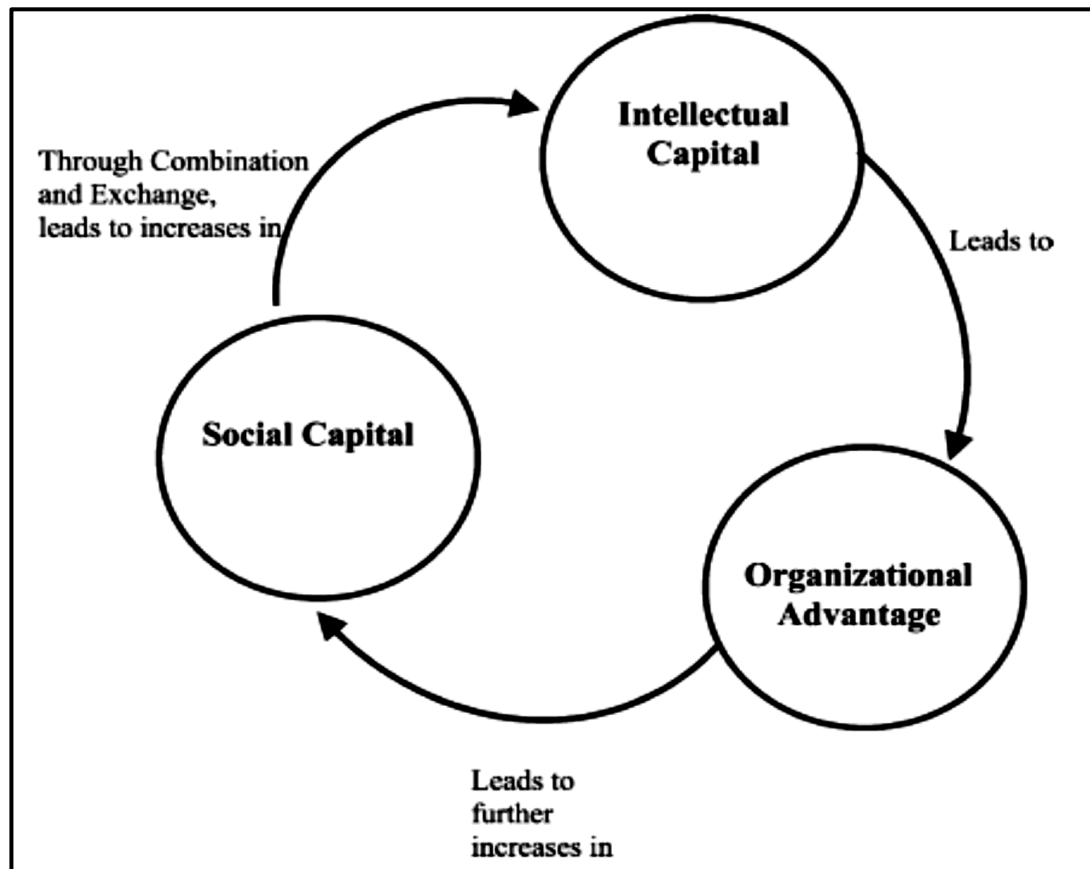 Intellectual
Capital
Through Combination
and Exchange,
leads to increases in
Leads to
Social Capital
Organizational
Advantage
Leads to
further
increases in